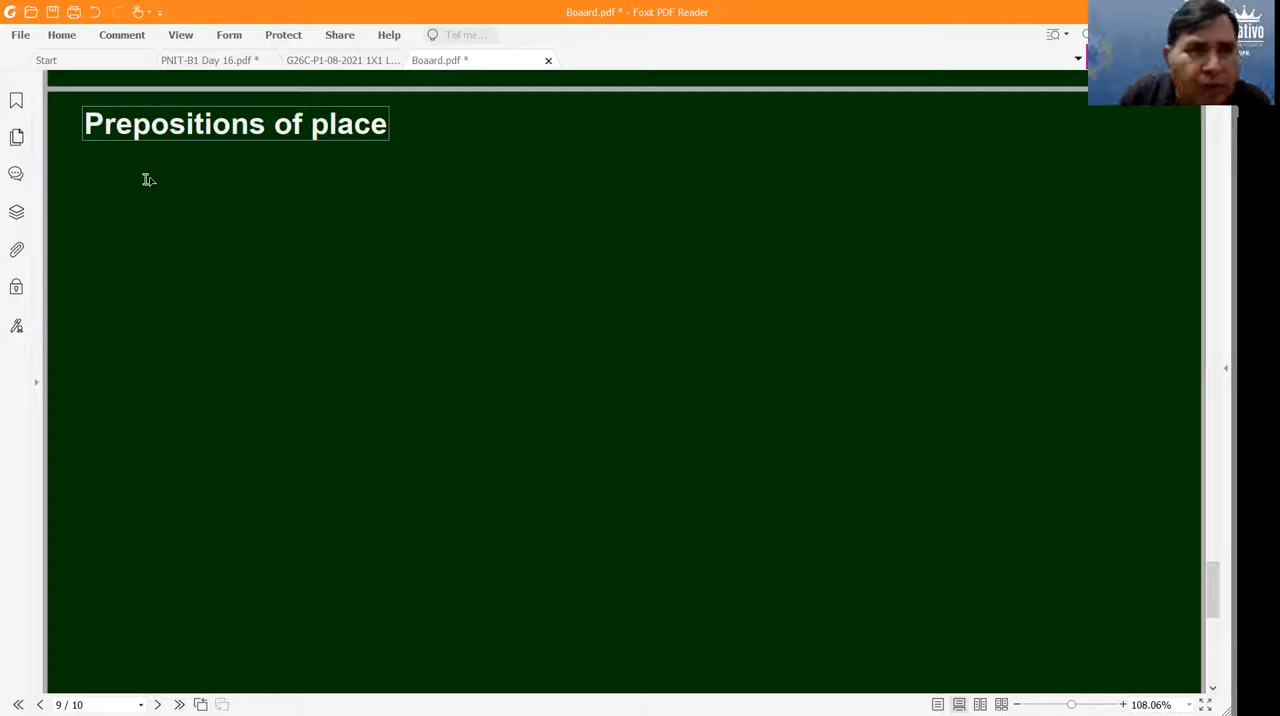 Boaard.pdf * - Foxit PDF Reader
File Home Comment View Form Protect Share Help Tell me...
Start PNIT-B1 Day 16.pdf * G26C-P1-08-2021 1X1 L... Boaard.pdf *
ativo
Prepositions of place
9 / 10
108.06%